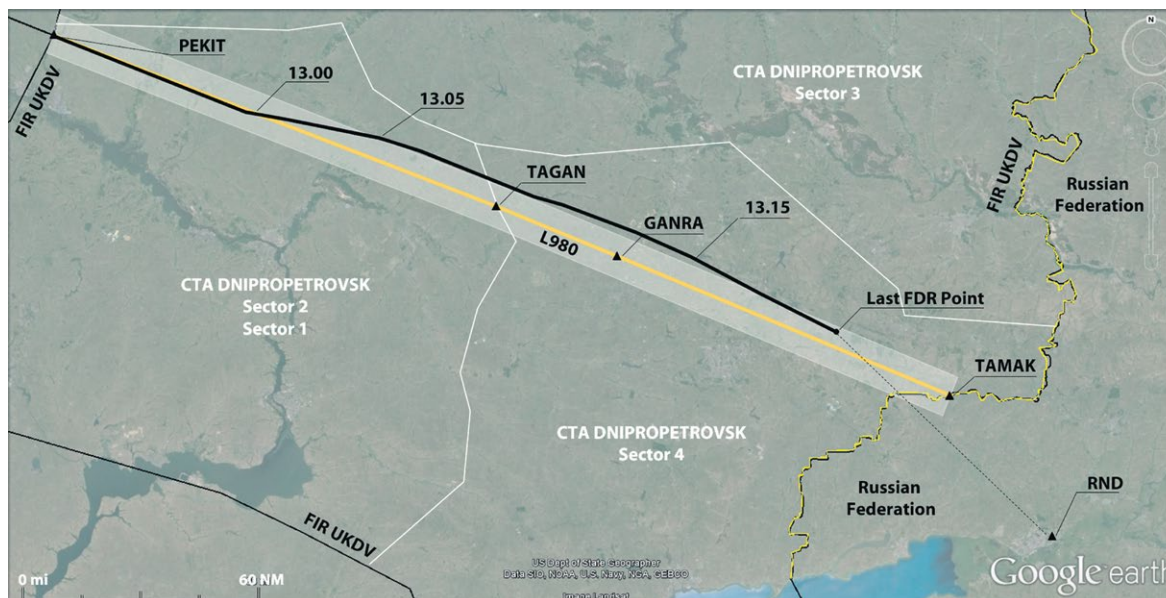 PEKIT
FIR UKDV
13.00
13.05
CTA DNIPROPETROVSK
Sector 3
N
FIR UKDV
Russian
Federation
TAGAN
GANRA
13.15
L980
CTA DNIPROPETROVSK
Sector 2
Sector 1
Last FDR Point
TAMAK
CTA DNIPROPETROVSK
Sector 4
Russian
Federation
RND
FIR UKDV
0 mi
60 NM
US Dept of State Geographer
Data SIO, NOAA, U.S. Navy, NGA, GEBCO
Image Landsat
Google earth